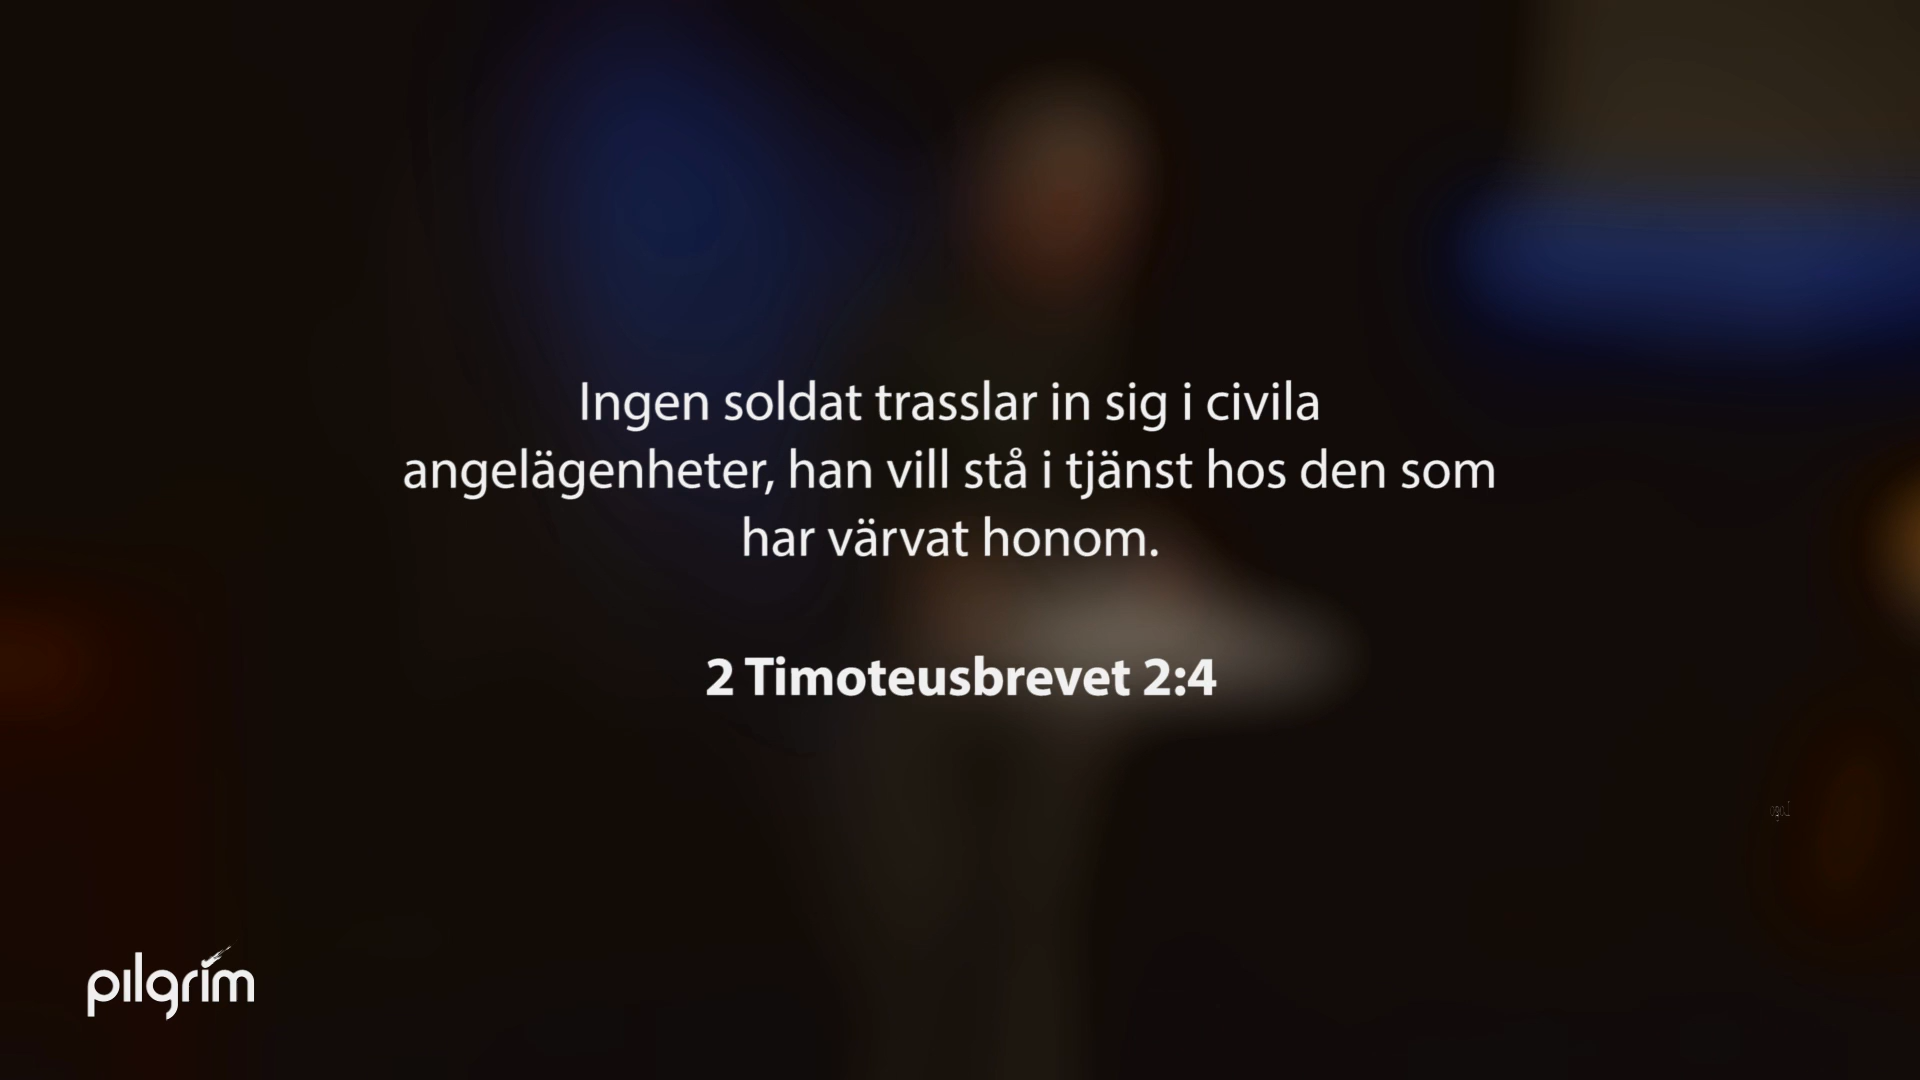 Ingen soldat trasslar in sig i civila
angelägenheter, han vill stå i tjänst hos den som
har värvat honom.
2 Timoteusbrevet 2:4
pilgrim